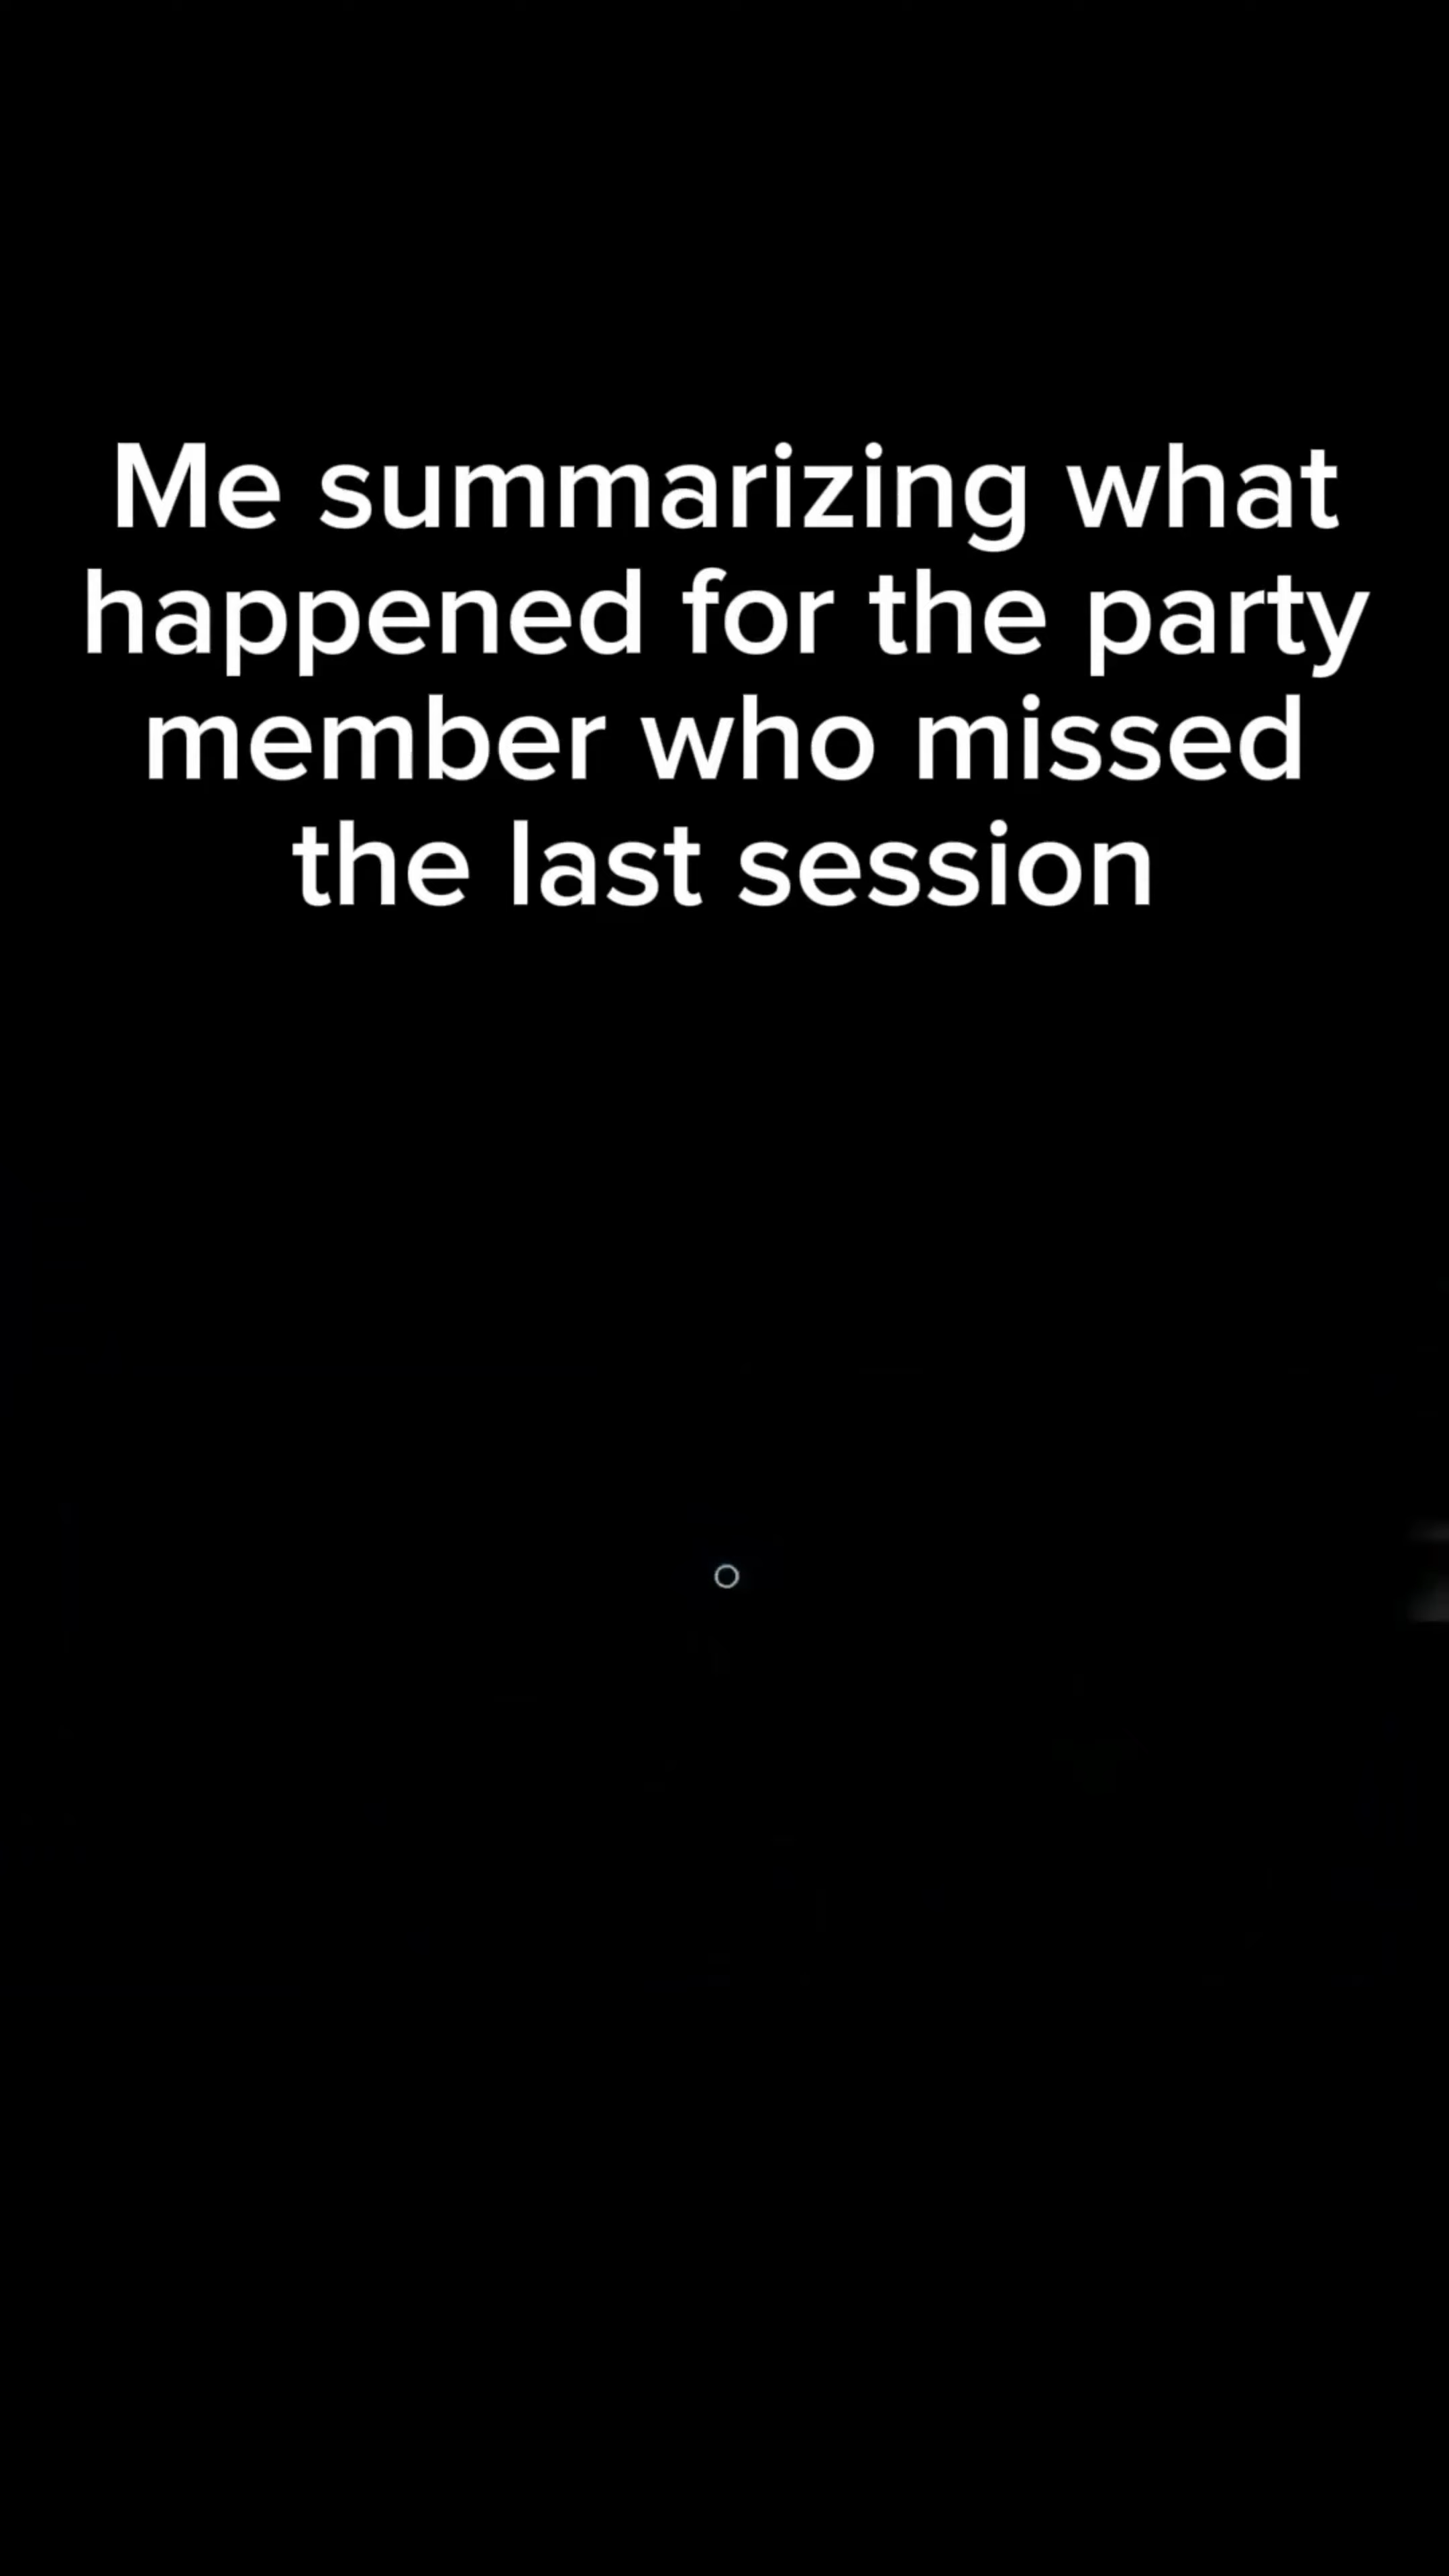 Me summarizing what
happened for the party
member who missed
the last session